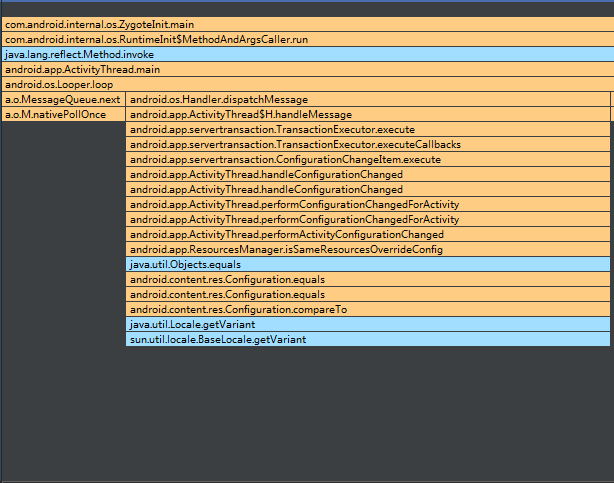 com.android.internal.os.ZygoteInit.main
com.android.internal.os.RuntimeInit$MethodAndArgsCaller.run
java.lang.reflect.Method.invoke
android.app.ActivityThread.main
android.os.Looper.loop
a.o.MessageQueue.next android.os.Handler.dispatchMessage
a.o.M.nativePollOnce android.app.ActivityThread$H.handleMessage
android.app.servertransaction.TransactionExecutor.execute
android.app.servertransaction.TransactionExecutor.executeCallbacks
android.app.servertransaction.ConfigurationChangeItem.execute
android.app.ActivityThread.handleConfigurationChanged
android.app.ActivityThread.handleConfigurationChanged
android.app.ActivityThread.performConfigurationChangedForActivity
android.app.ActivityThread.performConfigurationChangedForActivity
android.app.ActivityThread.performActivityConfigurationChanged
android.app.ResourcesManager.isSameResourcesOverrideConfig
java.util.Objects.equals
android.content.res.Configuration.equals
android.content.res.Configuration.equals
android.content.res.Configuration.compareTo
java.util.Locale.getVariant
sun.util.locale.BaseLocale.getVariant